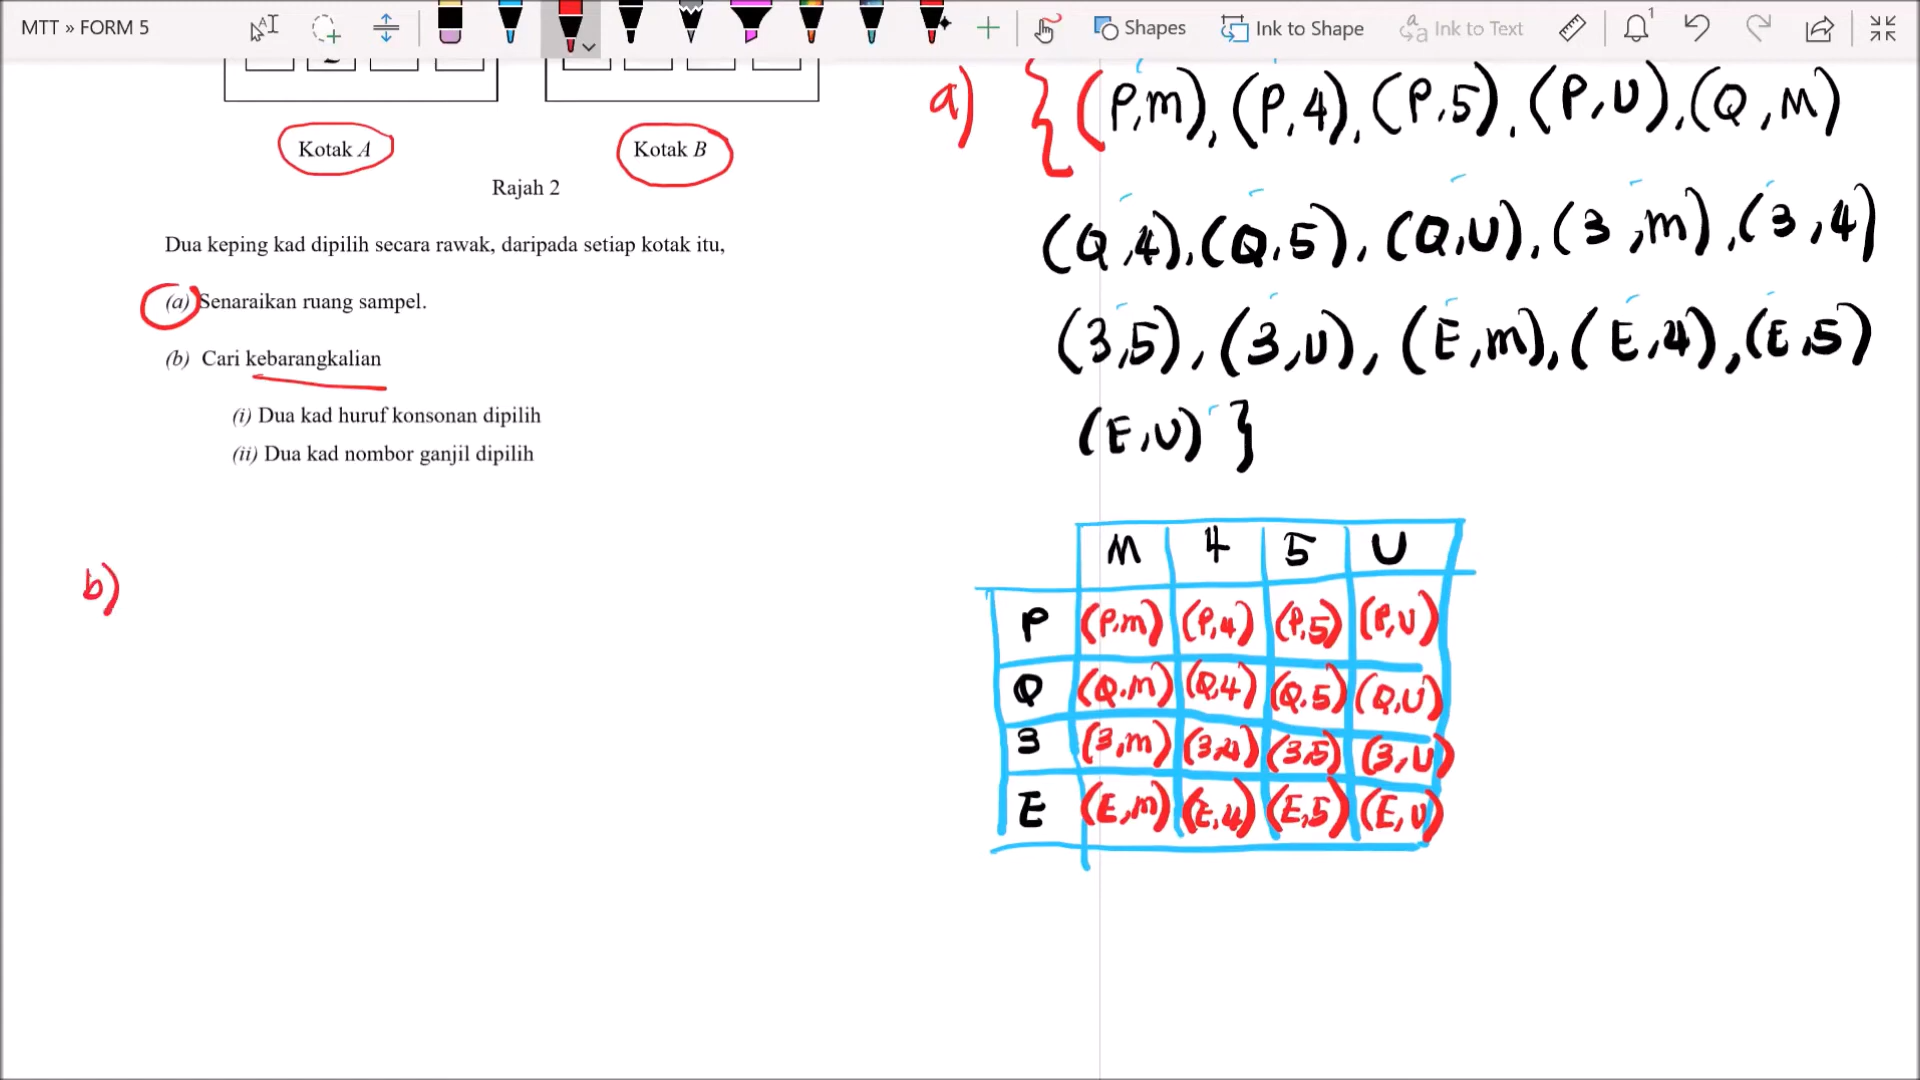 MTT » FORM 5
Shapes
Ink to Shape
Ink to Text
1
Kotak A
Kotak B
Rajah 2
Dua keping kad dipilih secara rawak, daripada setiap kotak itu,
(a) Senaraikan ruang sampel.
(b) Cari kebarangkalian
(i) Dua kad huruf konsonan dipilih
(ii) Dua kad nombor ganjil dipilih
b)
a) {(P,m), (P,4), (P,5), (P,U), (Q,M)
(Q,4), (Q,5), (Q,U), (3,m), (3,4)
(3,5), (3,U), (E,m), (E,4), (E,5)
(E,U)}
M 4 5 U
P (P,m) (P,4) (P,5) (P,U)
Q (Q,m) (Q,4) (Q,5) (Q,U)
3 (3,m) (3,4) (3,5) (3,U)
E (E,m) (E,4) (E,5) (E,U)